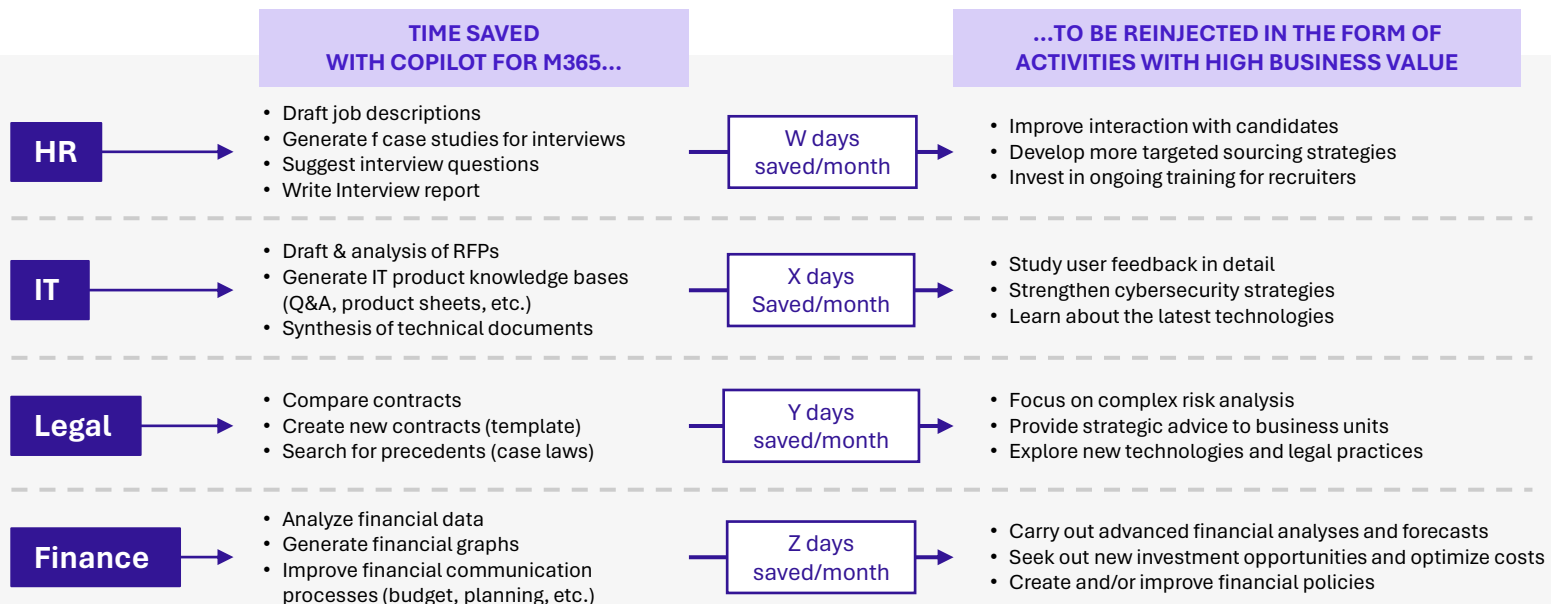 TIME SAVED
WITH COPILOT FOR M365...
...TO BE REINJECTED IN THE FORM OF
ACTIVITIES WITH HIGH BUSINESS VALUE
HR
• Draft job descriptions
• Generate f case studies for interviews
• Suggest interview questions
• Write Interview report
W days
saved/month
• Improve interaction with candidates
• Develop more targeted sourcing strategies
• Invest in ongoing training for recruiters
IT
• Draft & analysis of RFPs
• Generate IT product knowledge bases
(Q&A, product sheets, etc.)
• Synthesis of technical documents
X days
Saved/month
• Study user feedback in detail
• Strengthen cybersecurity strategies
• Learn about the latest technologies
Legal
• Compare contracts
• Create new contracts (template)
• Search for precedents (case laws)
Y days
saved/month
• Focus on complex risk analysis
• Provide strategic advice to business units
• Explore new technologies and legal practices
Finance
• Analyze financial data
• Generate financial graphs
• Improve financial communication
processes (budget, planning, etc.)
Z days
saved/month
• Carry out advanced financial analyses and forecasts
• Seek out new investment opportunities and optimize costs
• Create and/or improve financial policies